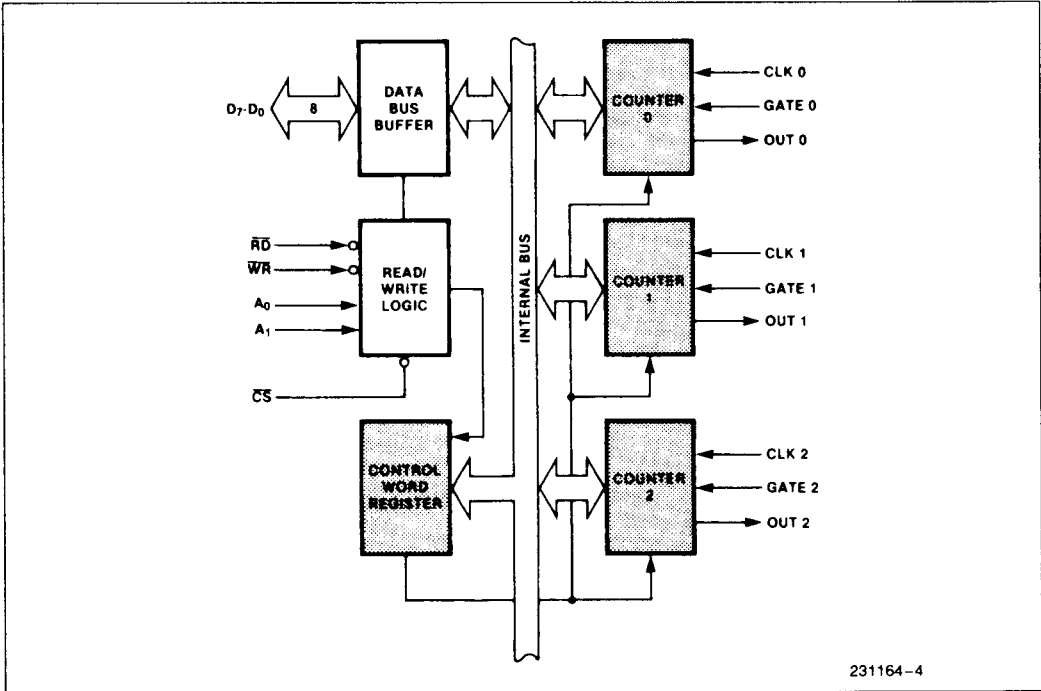 D7-D0
8
DATA
BUS
BUFFER
RD
WR
A0
A1
CS
READ/
WRITE
LOGIC
CONTROL
WORD
REGISTER
INTERNAL BUS
COUNTER
0
CLK 0
GATE 0
OUT 0
COUNTER
1
CLK 1
GATE 1
OUT 1
COUNTER
2
CLK 2
GATE 2
OUT 2
231164-4